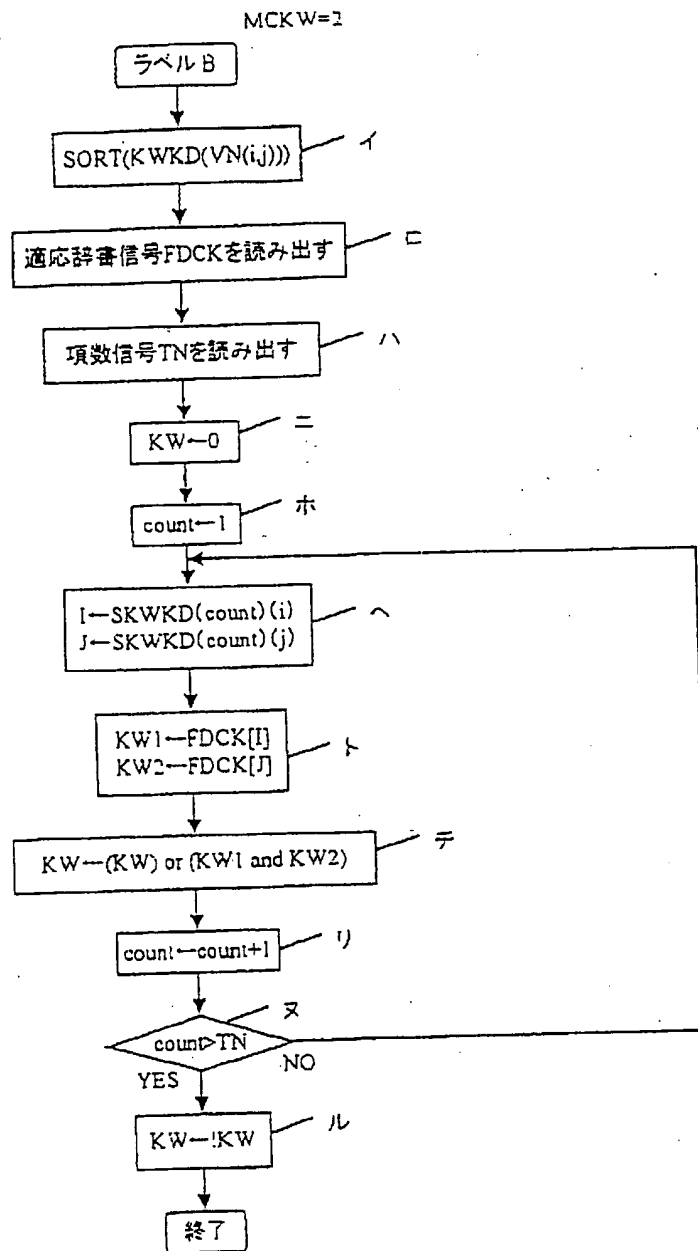 MCKW=2
ラベル B
SORT(KWKD(VN(i,j)))
イ
適応辞書信号FDCKを読み出す
ロ
項数信号TNを読み出す
ハ
KW←0
ニ
count←1
ホ
I←SKWKD(count)(i)
J←SKWKD(count)(j)
ヘ
KW1←FDCK[I]
KW2←FDCK[J]
ト
KW←(KW) or (KW1 and KW2)
チ
count←count+1
リ
count>TN
ヌ
YES
NO
KW←!KW
ル
終了